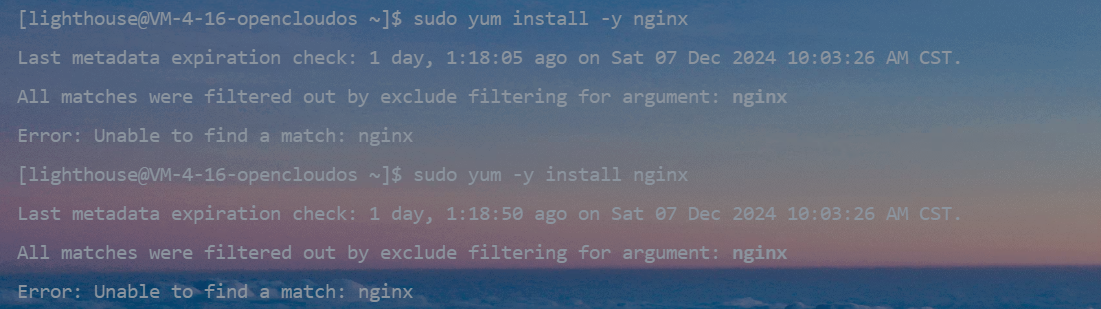 [lighthouse@VM-4-16-opencloudos ~]$ sudo yum install -y nginx
Last metadata expiration check: 1 day, 1:18:05 ago on Sat 07 Dec 2024 10:03:26 AM CST.
All matches were filtered out by exclude filtering for argument: nginx
Error: Unable to find a match: nginx
[lighthouse@VM-4-16-opencloudos ~]$ sudo yum -y install nginx
Last metadata expiration check: 1 day, 1:18:50 ago on Sat 07 Dec 2024 10:03:26 AM CST.
All matches were filtered out by exclude filtering for argument: nginx
Error: Unable to find a match: nginx